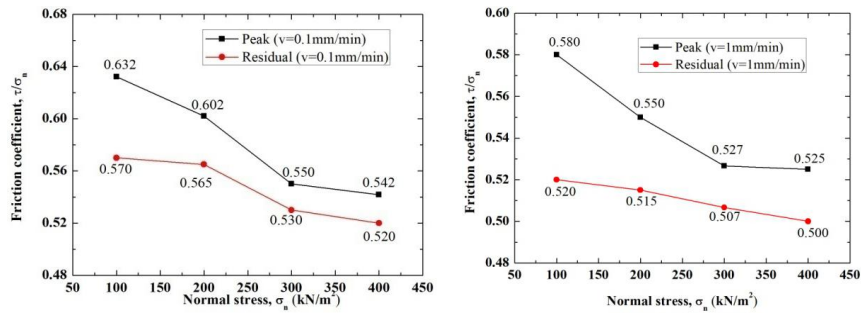 0.68
0.64
0.60
0.56
0.52
0.48
Friction coefficient, τ/σn
Peak (v=0.1mm/min)
Residual (v=0.1mm/min)
0.632
0.602
0.550
0.542
0.570
0.565
0.530
0.520
50 100 150 200 250 300 350 400 450
Normal stress, σn (kN/m²)
0.60
0.58
0.56
0.54
0.52
0.50
0.48
Friction coefficient, τ/σn
Peak (v=1mm/min)
Residual (v=1mm/min)
0.580
0.550
0.527
0.525
0.520
0.515
0.507
0.500
50 100 150 200 250 300 350 400 450
Normal stress, σn (kN/m²)